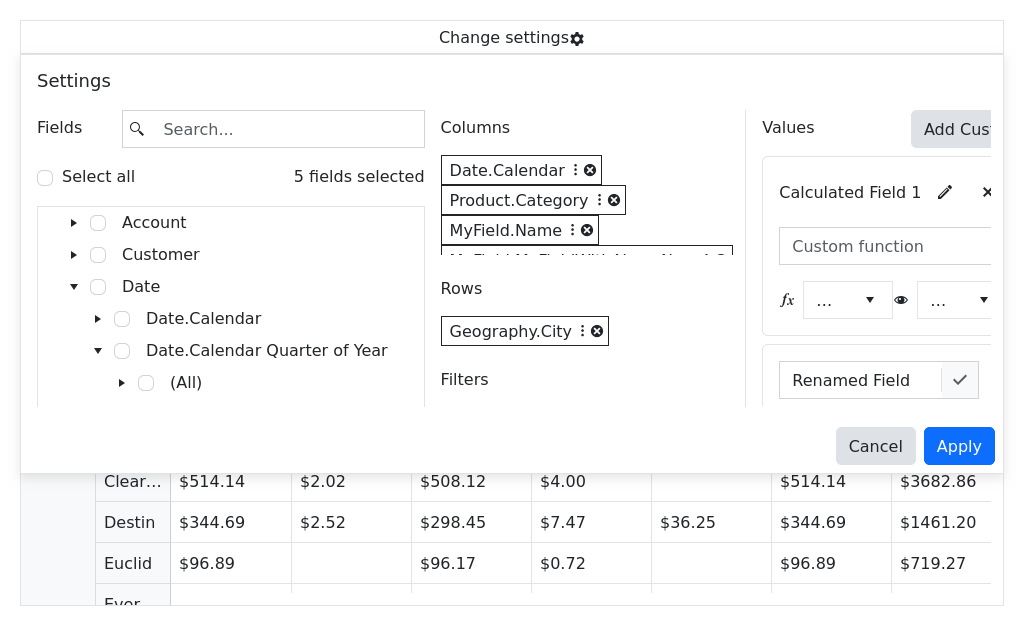 Change settings
Settings
Fields
Search...
Select all
5 fields selected
Account
Customer
Date
Date.Calendar
Date.Calendar Quarter of Year
(All)
Columns
Date.Calendar
Product.Category
MyField.Name
Rows
Geography.City
Filters
Values
Add Cus
Calculated Field 1
Custom function
fx
...
...
Renamed Field
Cancel
Apply
Clear... $514.14 $2.02 $508.12 $4.00 $514.14 $3682.86
Destin $344.69 $2.52 $298.45 $7.47 $36.25 $344.69 $1461.20
Euclid $96.89 $96.17 $0.72 $96.89 $719.27